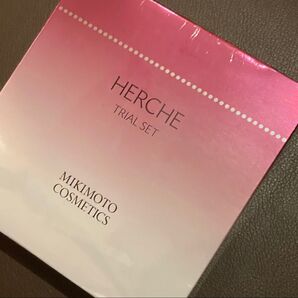 HERCHE
TRIAL SET
MIKIMOTO
COSMETICS